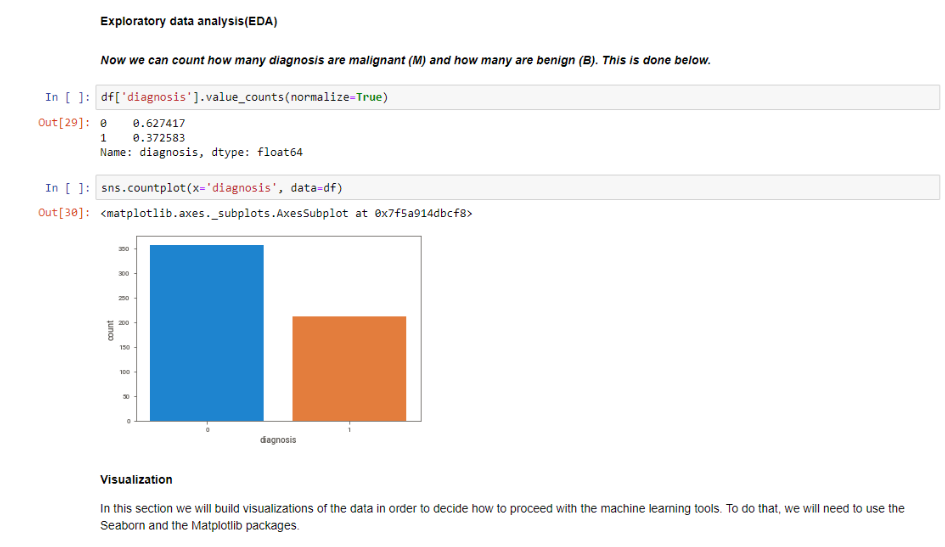 Exploratory data analysis(EDA)
Now we can count how many diagnosis are malignant (M) and how many are benign (B). This is done below.
In [ ]: df['diagnosis'].value_counts(normalize=True)
Out[29]: 0    0.627417
1    0.372583
Name: diagnosis, dtype: float64
In [ ]: sns.countplot(x='diagnosis', data=df)
Out[30]: <matplotlib.axes._subplots.AxesSubplot at 0x7f5a914dbcf8>
350
300
250
200
150
100
50
0
count
0 1
diagnosis
Visualization
In this section we will build visualizations of the data in order to decide how to proceed with the machine learning tools. To do that, we will need to use the
Seaborn and the Matplotlib packages.